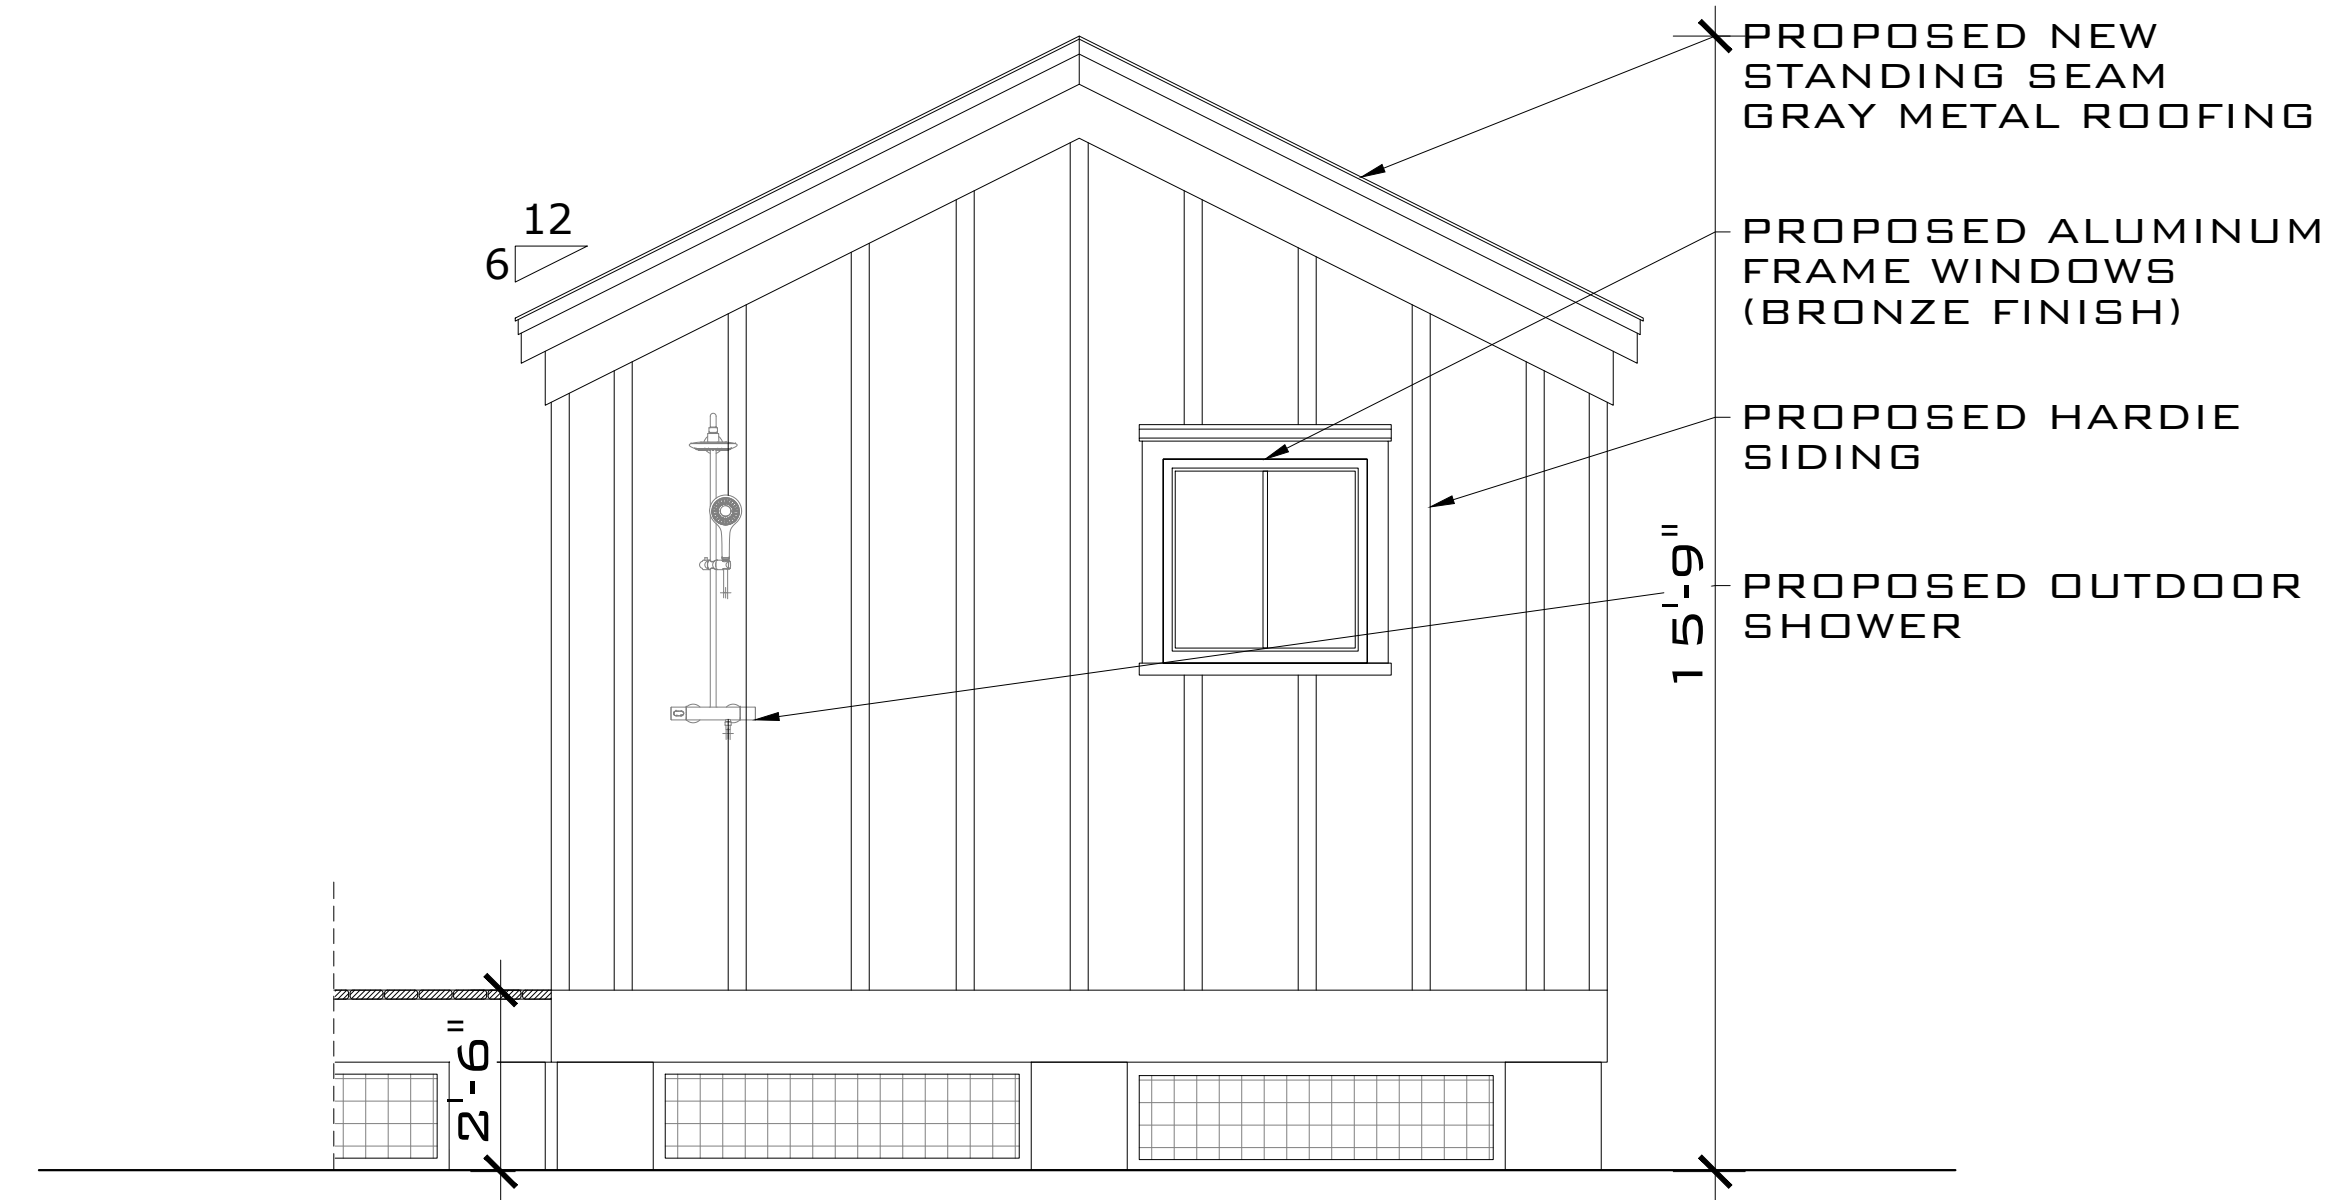 PROPOSED NEW
STANDING SEAM
GRAY METAL ROOFING
12
6
PROPOSED ALUMINUM
FRAME WINDOWS
(BRONZE FINISH)
PROPOSED HARDIE
SIDING
15'-9"
PROPOSED OUTDOOR
SHOWER
2'-6"